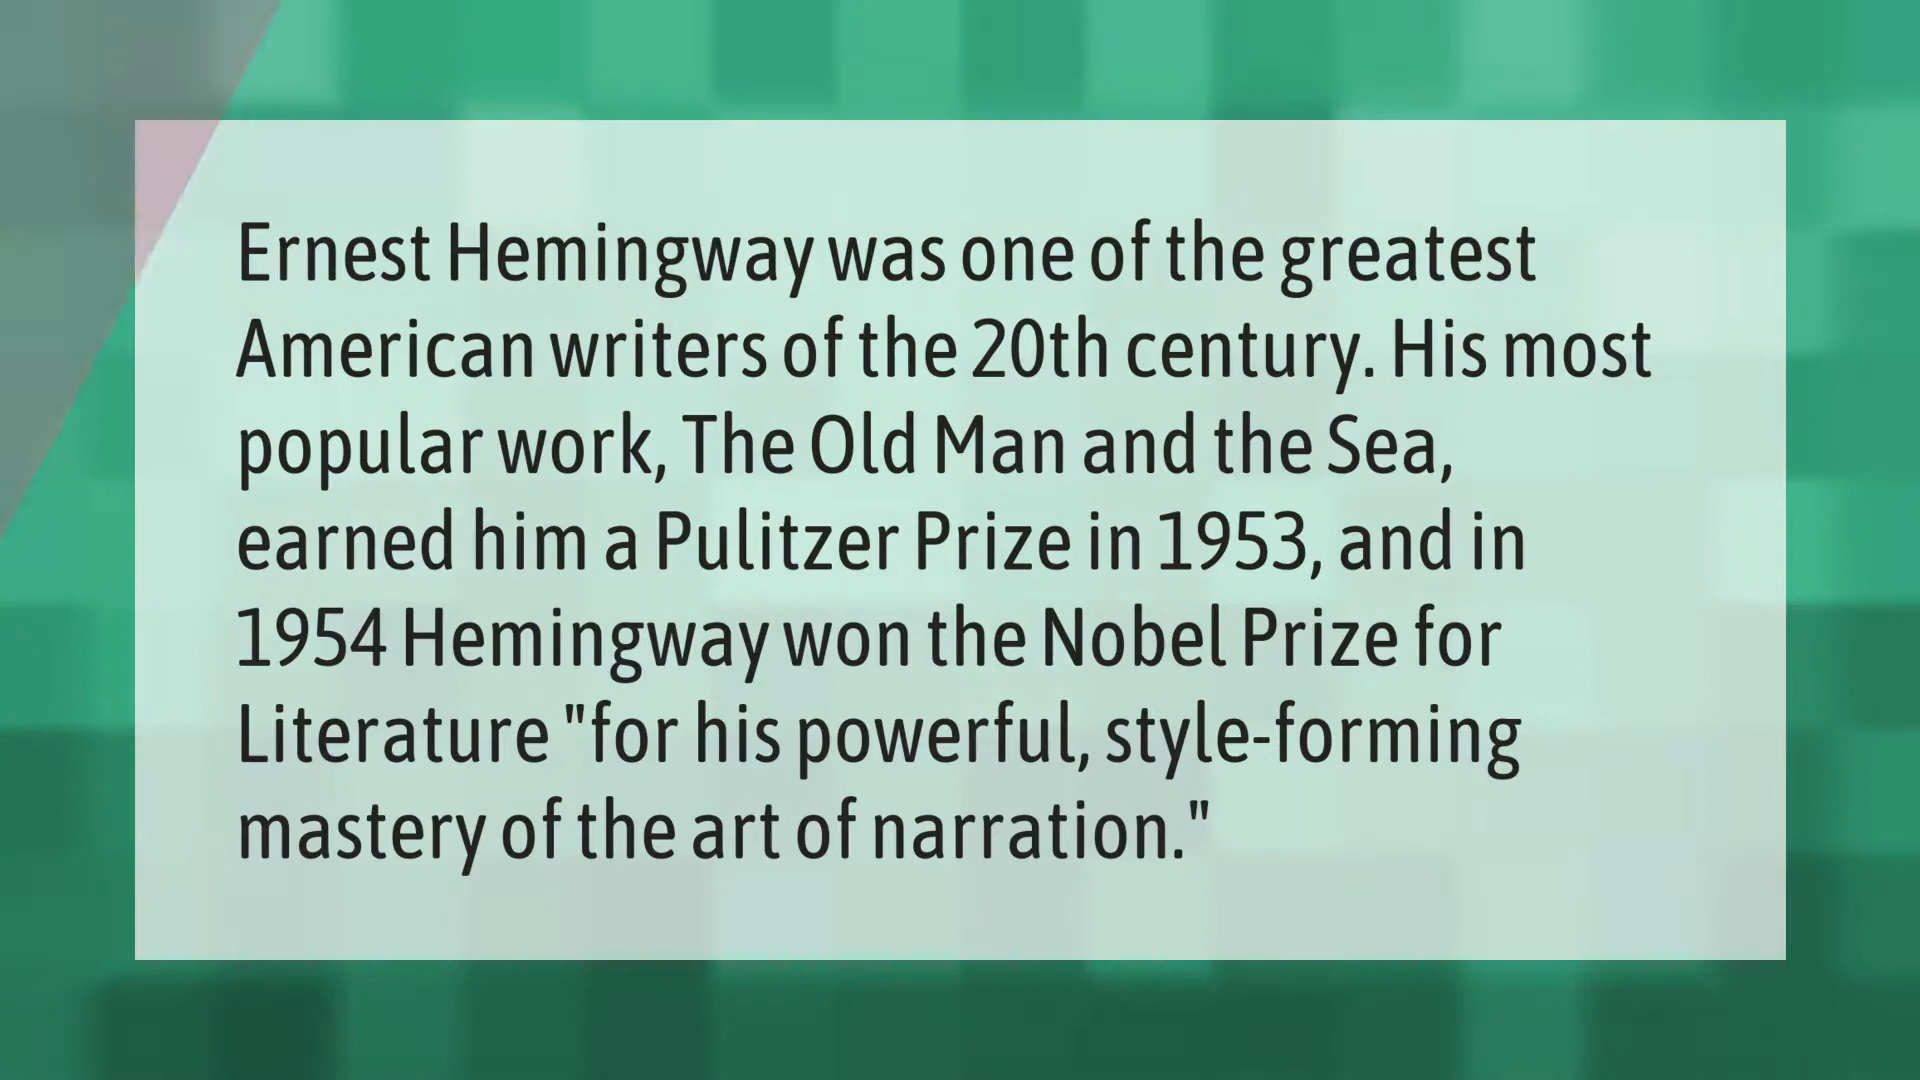 Ernest Hemingway was one of the greatest
American writers of the 20th century. His most
popular work, The Old Man and the Sea,
earned him a Pulitzer Prize in 1953, and in
1954 Hemingway won the Nobel Prize for
Literature "for his powerful, style-forming
mastery of the art of narration."